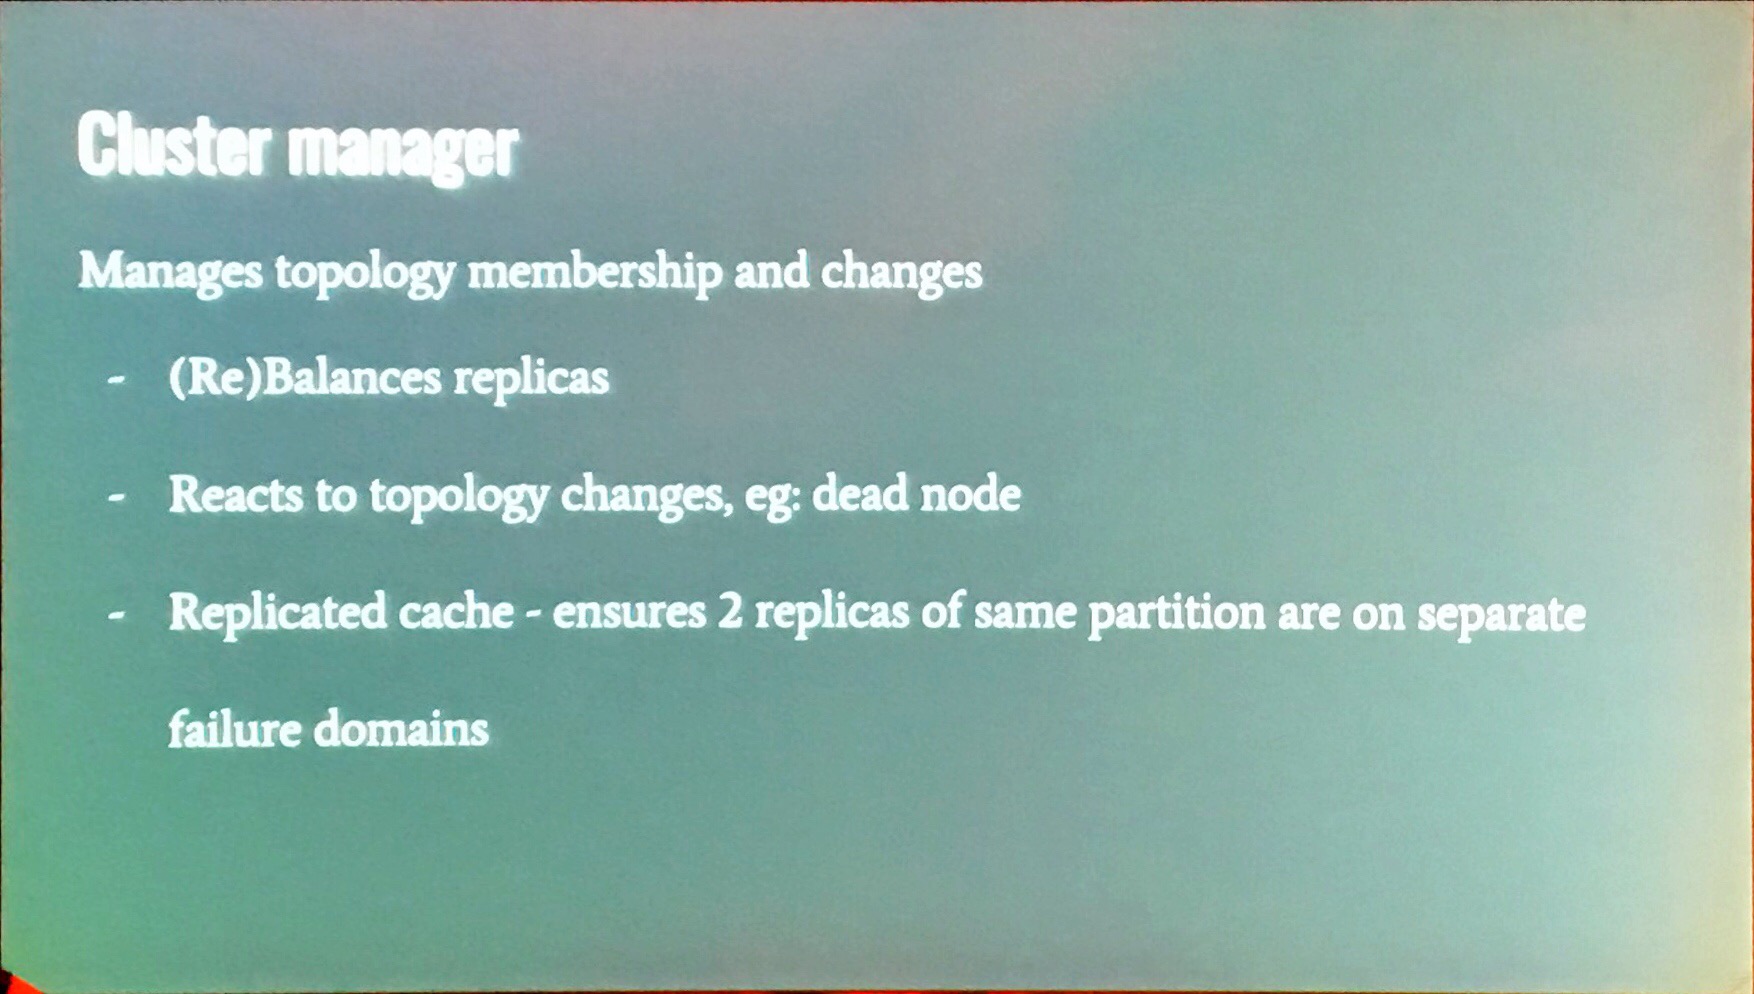 Cluster manager
Manages topology membership and changes
- (Re)Balances replicas
- Reacts to topology changes, eg: dead node
- Replicated cache - ensures 2 replicas of same partition are on separate
failure domains